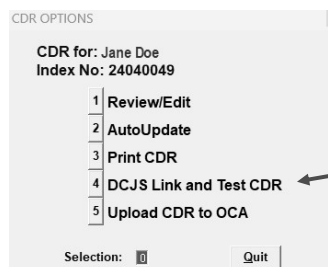 CDR OPTIONS
CDR for: Jane Doe
Index No: 24040049
1 Review/Edit
2 AutoUpdate
3 Print CDR
4 DCJS Link and Test CDR
5 Upload CDR to OCA
Selection: 0 Quit